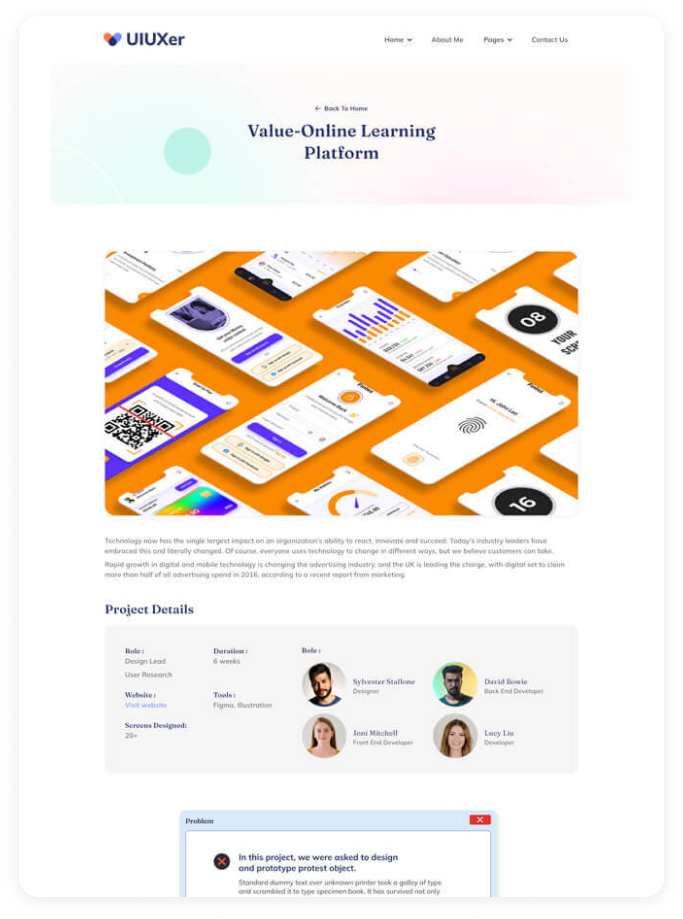 UIUXer
Home
About Me
Pages
Contact Us
← Back To Home
Value-Online Learning
Platform
08
YOUR
Welcome Back
Hi, John Leo
16
Technology now has the single largest impact on an organization's ability to react, innovate and succeed. Today's industry leaders have
embraced this and literally changed. Of course, everyone uses technology to change in different ways, but we believe customers can take.
Rapid growth in digital and mobile technology is changing the advertising industry, and the UK is leading the charge, with digital set to claim
more than half of all advertising spend in 2016, according to a recent report from marketing.
Project Details
Role :
Design Lead
User Research
Duration :
6 weeks
Website :
Visit website
Tools :
Figma, Illustration
Screens Designed:
20+
Role :
Sylvester Stallone
Designer
David Bowie
Back End Developer
Joni Mitchell
Front End Developer
Lucy Liu
Developer
Problem
In this project, we were asked to design
and prototype protest object.
Standard dummy text ever unknown printer took a galley of type
and scrambled it to type specimen book. It has survived not only